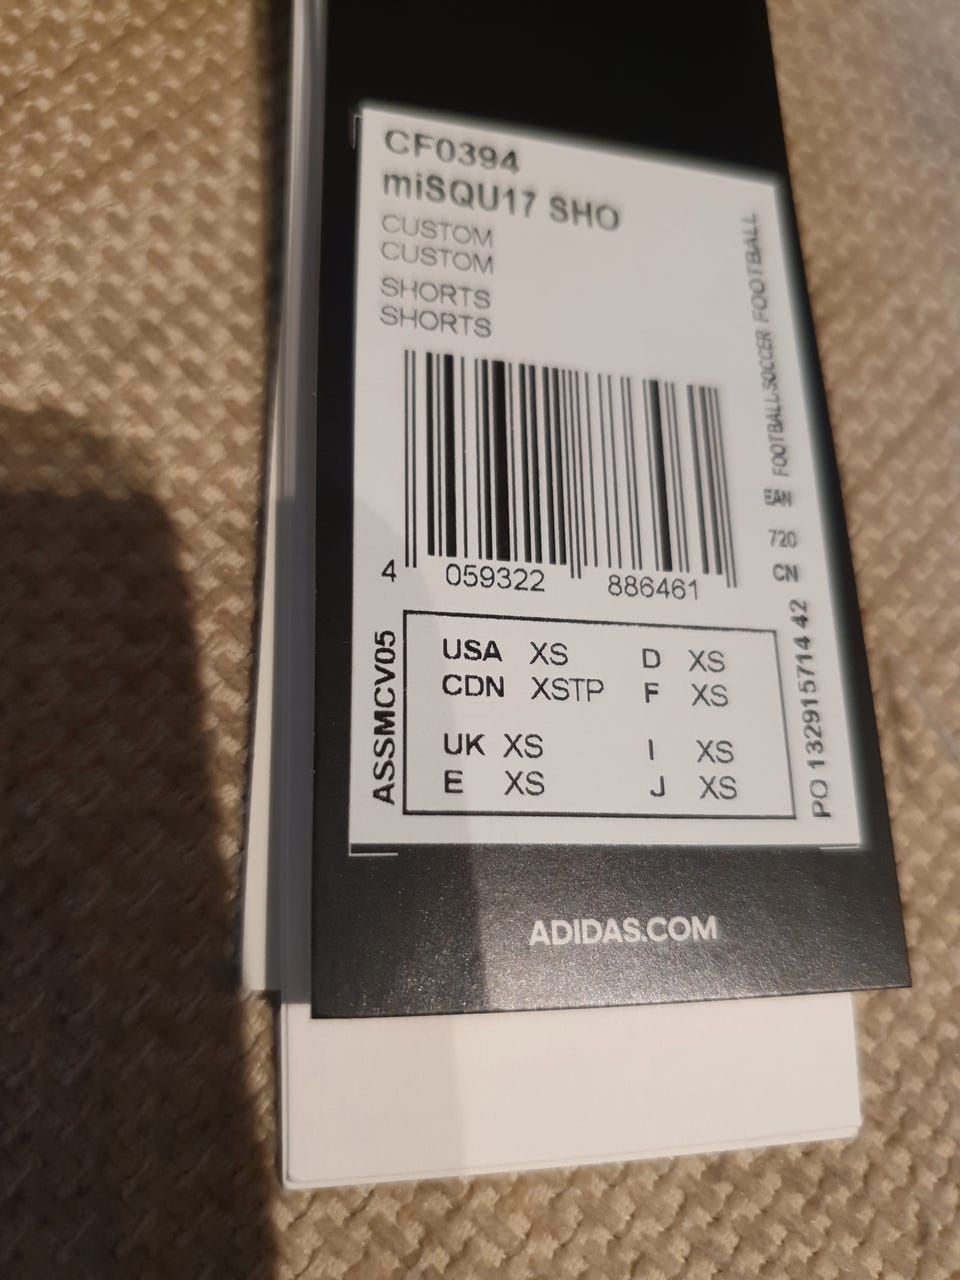 CF0394
miSQU17 SHO
CUSTOM
CUSTOM
SHORTS
SHORTS
FOOTBALL/SOCCER FOOTBALL
EAN
720
CN
4 059322 886461
ASSMCV05
USA XS D XS
CDN XSTP F XS
UK XS I XS
E XS J XS
PO 132915714 42
ADIDAS.COM